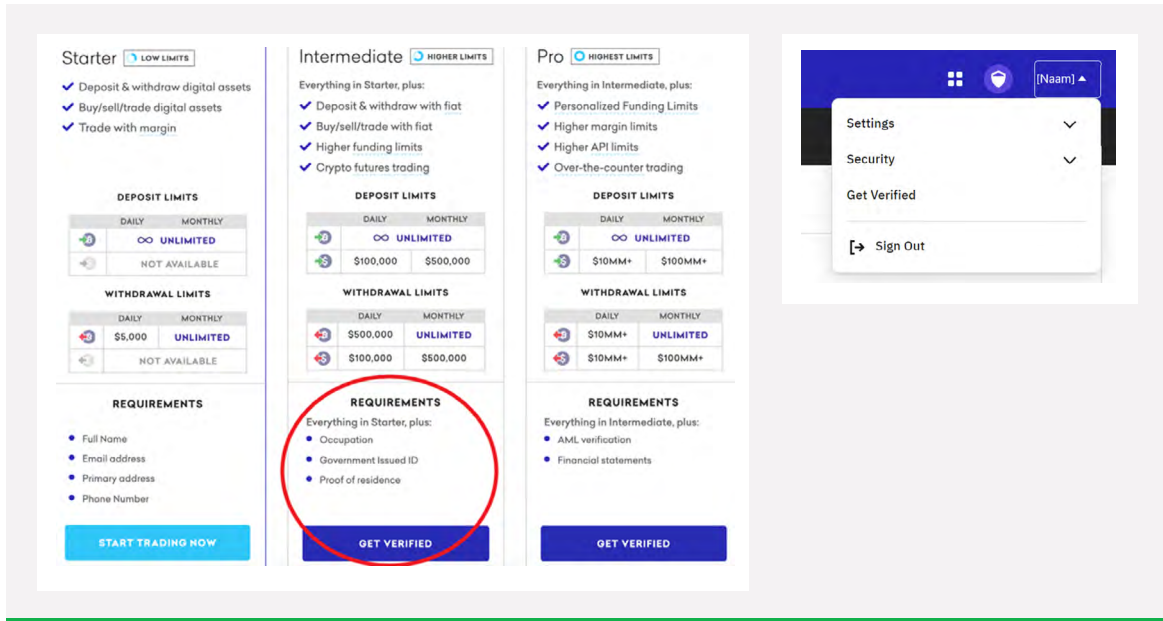 Starter LOW LIMITS
Deposit & withdraw digital assets
Buy/sell/trade digital assets
Trade with margin
DEPOSIT LIMITS
DAILY MONTHLY
∞ UNLIMITED
NOT AVAILABLE
WITHDRAWAL LIMITS
DAILY MONTHLY
$5,000 UNLIMITED
NOT AVAILABLE
REQUIREMENTS
Full Name
Email address
Primary address
Phone Number
START TRADING NOW
Intermediate HIGHER LIMITS
Everything in Starter, plus:
Deposit & withdraw with fiat
Buy/sell/trade with fiat
Higher funding limits
Crypto futures trading
DEPOSIT LIMITS
DAILY MONTHLY
∞ UNLIMITED
$100,000 $500,000
WITHDRAWAL LIMITS
DAILY MONTHLY
$500,000 UNLIMITED
$100,000 $500,000
REQUIREMENTS
Everything in Starter, plus:
Occupation
Government Issued ID
Proof of residence
GET VERIFIED
Pro HIGHEST LIMITS
Everything in Intermediate, plus:
Personalized Funding Limits
Higher margin limits
Higher API limits
Over-the-counter trading
DEPOSIT LIMITS
DAILY MONTHLY
∞ UNLIMITED
$10MM+ $100MM+
WITHDRAWAL LIMITS
DAILY MONTHLY
$10MM+ UNLIMITED
$10MM+ $100MM+
REQUIREMENTS
Everything in Intermediate, plus:
AML verification
Financial statements
GET VERIFIED
[Naam]
Settings
Security
Get Verified
Sign Out